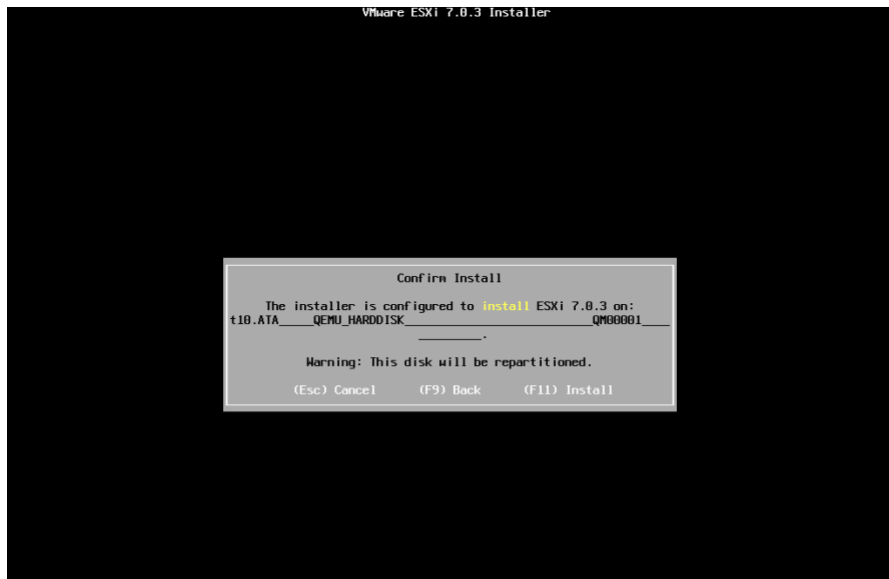 VMware ESXi 7.0.3 Installer
Confirm Install
The installer is configured to install ESXi 7.0.3 on:
t10.ATA_____QEMU_HARDDISK___________________________QM00001____
_________.
Warning: This disk will be repartitioned.
(Esc) Cancel (F9) Back (F11) Install